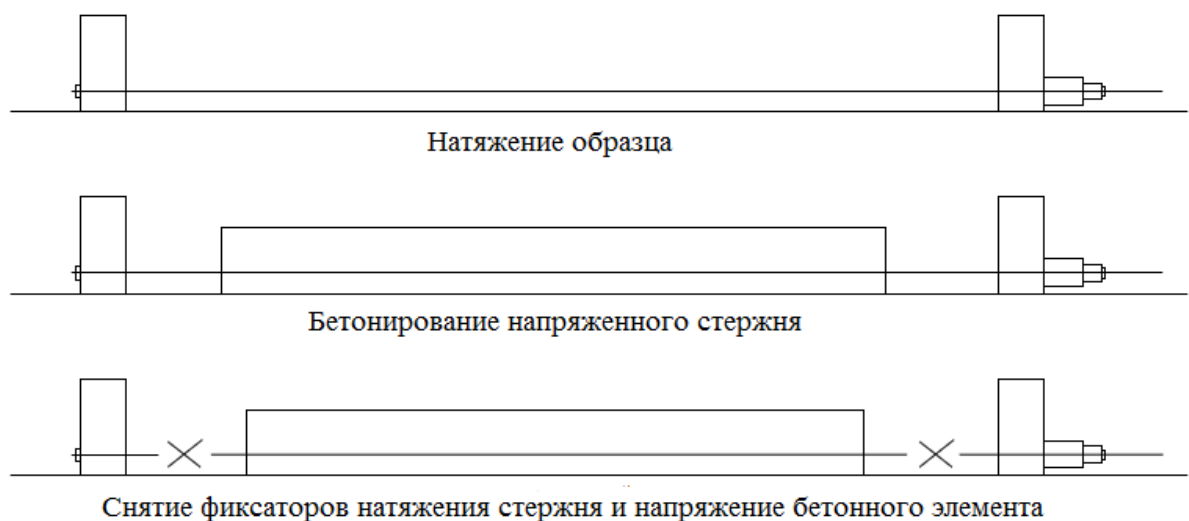 Натяжение образца
Бетонирование напряженного стержня
Снятие фиксаторов натяжения стержня и напряжение бетонного элемента